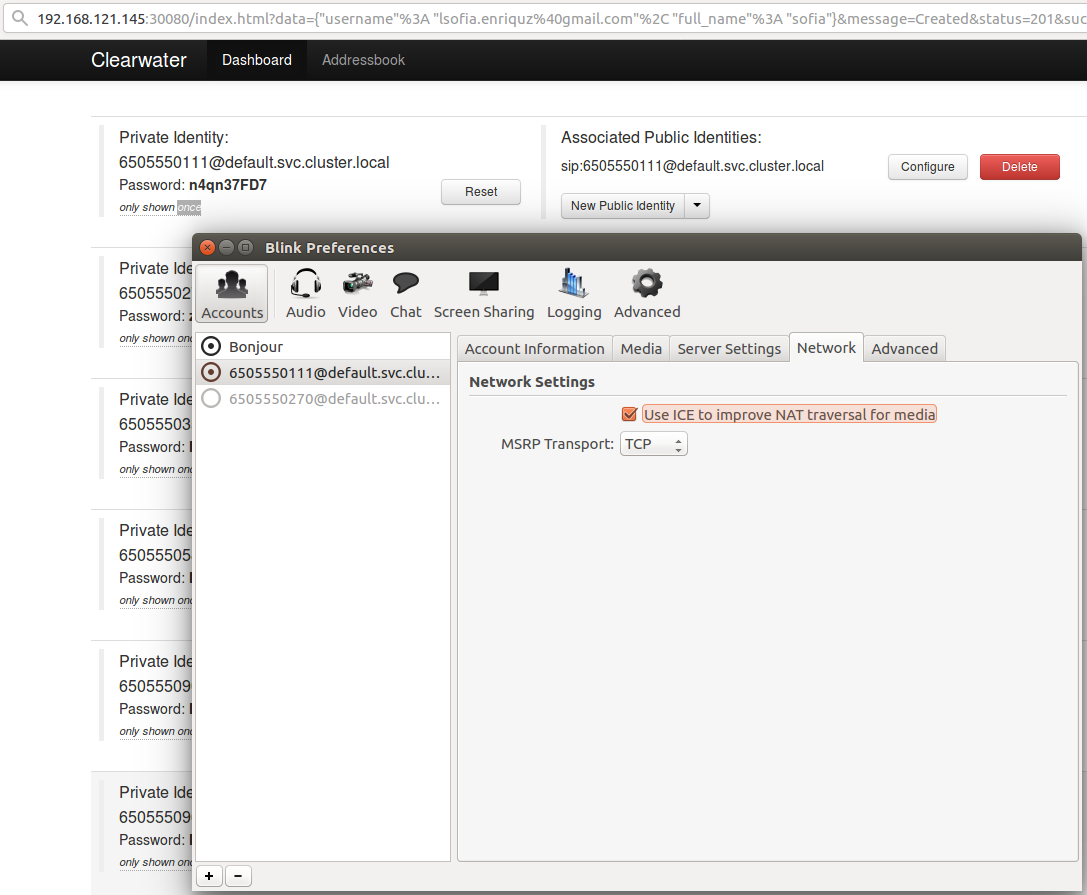 192.168.121.145:30080/index.html?data={"username"%3A "lsofia.enriquz%40gmail.com"%2C "full_name"%3A "sofia"}&message=Created&status=201&suc
Clearwater Dashboard Addressbook
Private Identity:
6505550111@default.svc.cluster.local
Password: n4qn37FD7
only shown once
Reset
Associated Public Identities:
sip:6505550111@default.svc.cluster.local
Configure Delete
New Public Identity
Blink Preferences
Accounts Audio Video Chat Screen Sharing Logging Advanced
Bonjour
6505550111@default.svc.clu...
6505550270@default.svc.clu...
Account Information Media Server Settings Network Advanced
Network Settings
Use ICE to improve NAT traversal for media
MSRP Transport: TCP
Private Ide
65055502
Password:
only shown onc
Private Ide
65055503
Password:
only shown onc
Private Ide
65055505
Password:
only shown onc
Private Ide
65055509
Password:
only shown onc
Private Ide
65055509
Password:
only shown onc
+ -